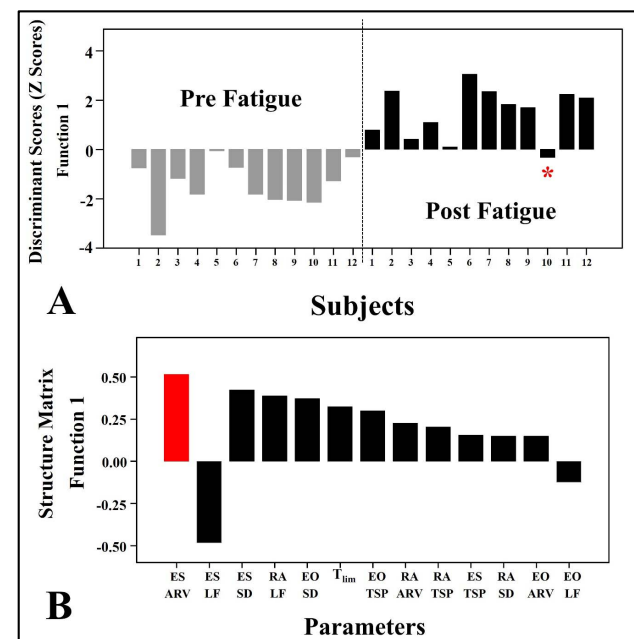 Discriminant Scores (Z Scores)
Function 1
4
2
0
-2
-4
Pre Fatigue
Post Fatigue
*
1 2 3 4 5 6 7 8 9 10 11 12 1 2 3 4 5 6 7 8 9 10 11 12
A
Subjects
Structure Matrix
Function 1
0.50
0.25
0.00
-0.25
-0.50
ES ES ES RA EO Tlim EO RA RA ES RA EO EO
ARV LF SD LF SD TSP ARV TSP TSP SD ARV LF
B
Parameters